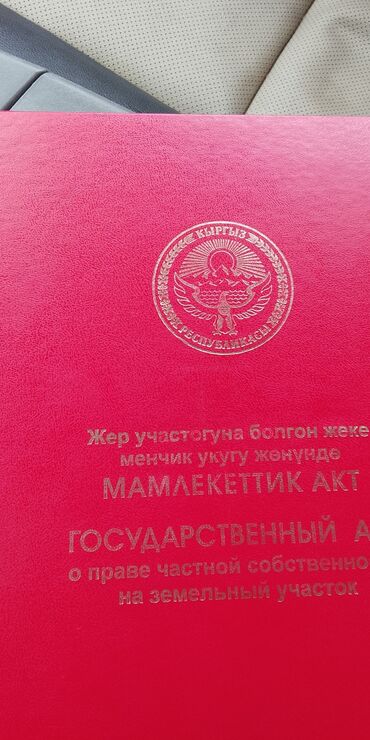 КЫРГЫЗ
РЕСПУБЛИКАСЫ
Жер участогуна болгон жеке
менчик укугу жөнүндө
МАМЛЕКЕТТИК АКТ
ГОСУДАРСТВЕННЫЙ А
о праве частной собственно
на земельный участок